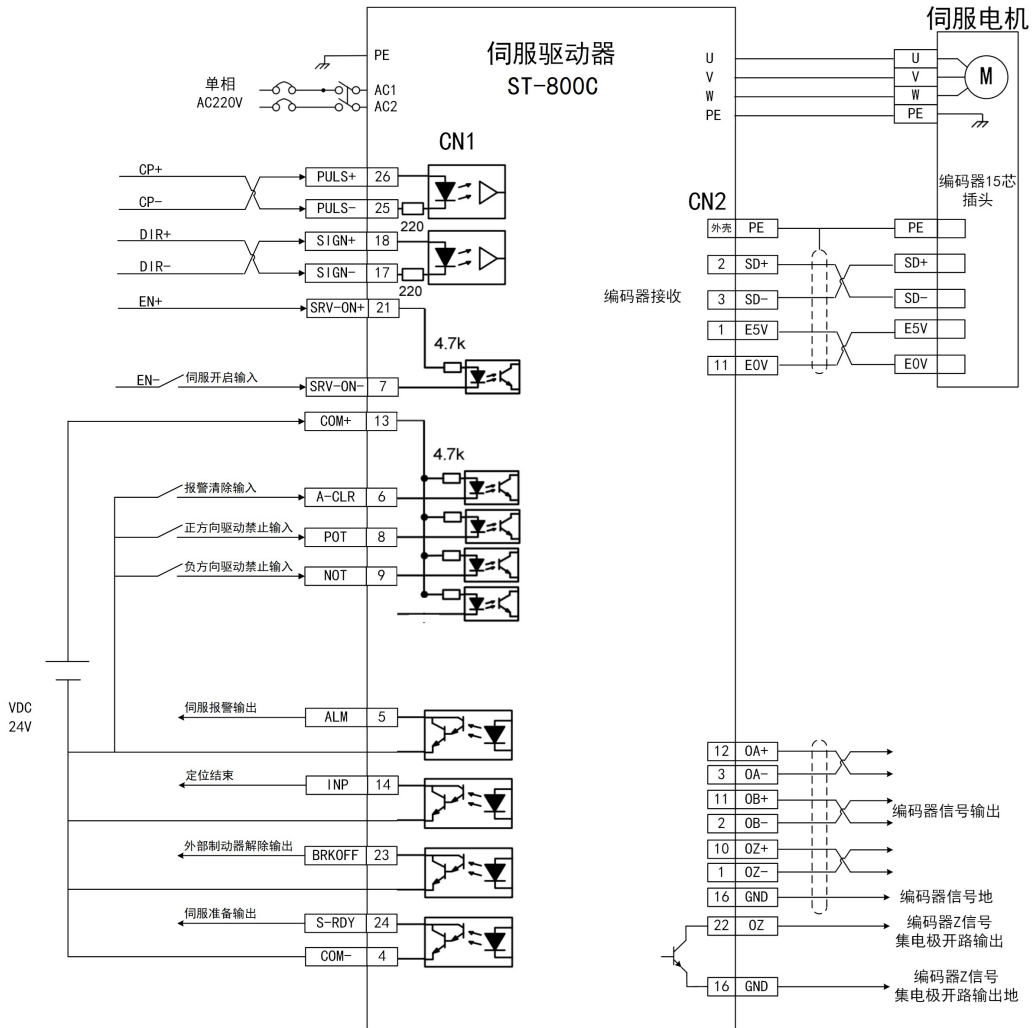 伺服电机
伺服驱动器
ST-800C
PE
单相
AC220V
AC1
AC2
U
V
W
PE
U
V
W
PE
M
CN1
CP+
PULS+ 26
CP-
PULS- 25
220
DIR+
SIGN+ 18
DIR-
SIGN- 17
220
EN+
SRV-ON+ 21
4.7k
EN-
伺服开启输入
SRV-ON- 7
COM+ 13
4.7k
报警清除输入
A-CLR 6
正方向驱动禁止输入
POT 8
负方向驱动禁止输入
NOT 9
VDC
24V
伺服报警输出
ALM 5
定位结束
INP 14
外部制动器解除输出
BRKOFF 23
伺服准备输出
S-RDY 24
COM- 4
CN2
编码器15芯
插头
外壳 PE
PE
2 SD+
SD+
编码器接收
3 SD-
SD-
1 E5V
E5V
11 E0V
E0V
12 OA+
3 OA-
11 OB+
编码器信号输出
2 OB-
10 OZ+
1 OZ-
16 GND
编码器信号地
22 OZ
编码器Z信号
集电极开路输出
16 GND
编码器Z信号
集电极开路输出地